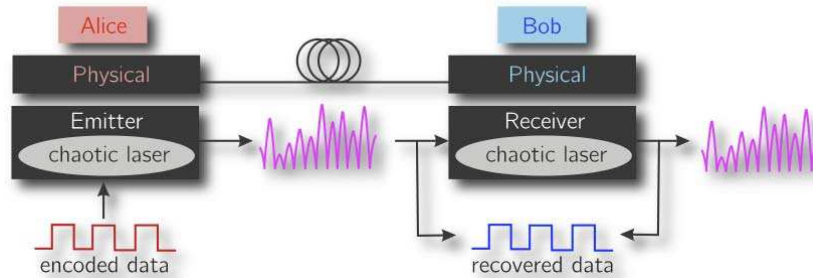 Alice
Bob
Physical
Physical
Emitter
chaotic laser
Receiver
chaotic laser
encoded data
recovered data